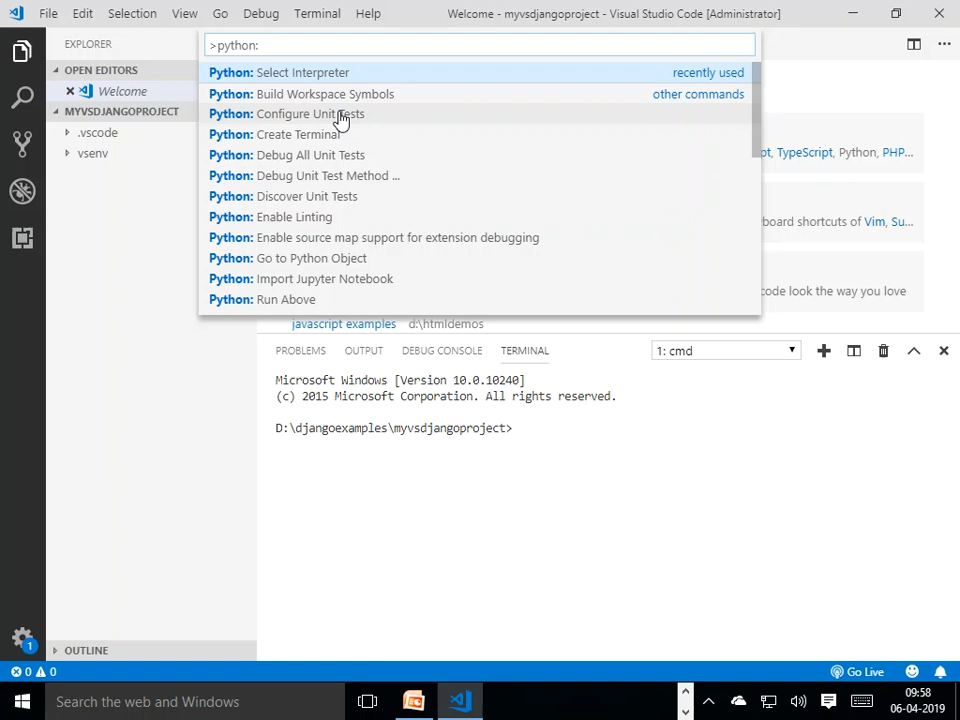 File Edit Selection View Go Debug Terminal Help Welcome - myvsdjangoproject - Visual Studio Code [Administrator]
EXPLORER
>python:
OPEN EDITORS
Welcome
MYVSDJANGOPROJECT
.vscode
vsenv
Python: Select Interpreter recently used
Python: Build Workspace Symbols other commands
Python: Configure Unit Tests
Python: Create Terminal
Python: Debug All Unit Tests
Python: Debug Unit Test Method ...
Python: Discover Unit Tests
Python: Enable Linting
Python: Enable source map support for extension debugging
Python: Go to Python Object
Python: Import Jupyter Notebook
Python: Run Above
pt, TypeScript, Python, PHP...
board shortcuts of Vim, Su...
code look the way you love
javascript examples d:\htmldemos
PROBLEMS OUTPUT DEBUG CONSOLE TERMINAL 1: cmd
Microsoft Windows [Version 10.0.10240]
(c) 2015 Microsoft Corporation. All rights reserved.
D:\djangoexamples\myvsdjangoproject>
OUTLINE
1
0 0 Go Live
Search the web and Windows
09:58
06-04-2019